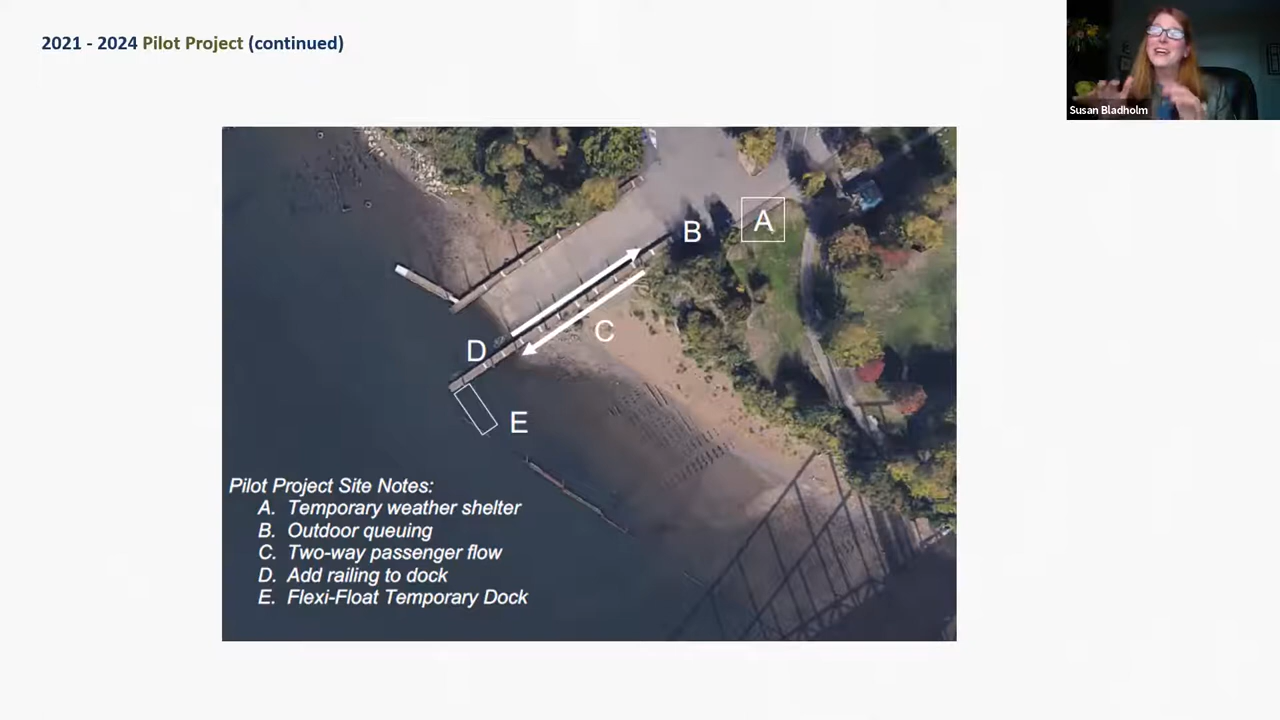 2021 - 2024 Pilot Project (continued)
Susan Bladholm
A
B
C
D
E
Pilot Project Site Notes:
A. Temporary weather shelter
B. Outdoor queuing
C. Two-way passenger flow
D. Add railing to dock
E. Flexi-Float Temporary Dock